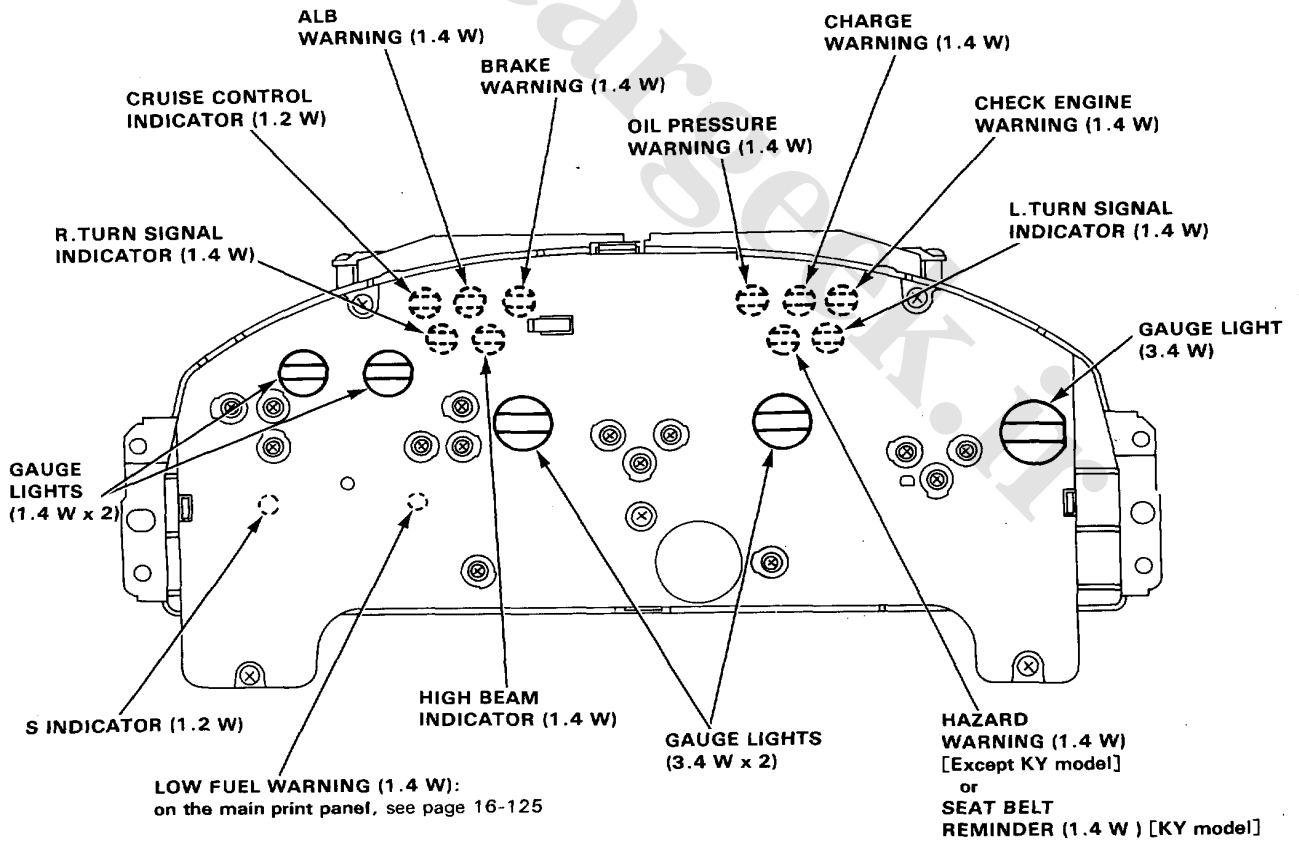 ALB
WARNING (1.4 W)
CHARGE
WARNING (1.4 W)
BRAKE
WARNING (1.4 W)
CRUISE CONTROL
INDICATOR (1.2 W)
CHECK ENGINE
WARNING (1.4 W)
OIL PRESSURE
WARNING (1.4 W)
L.TURN SIGNAL
INDICATOR (1.4 W)
R.TURN SIGNAL
INDICATOR (1.4 W)
GAUGE LIGHT
(3.4 W)
GAUGE
LIGHTS
(1.4 W x 2)
S INDICATOR (1.2 W)
HIGH BEAM
INDICATOR (1.4 W)
GAUGE LIGHTS
(3.4 W x 2)
HAZARD
WARNING (1.4 W)
[Except KY model]
or
SEAT BELT
REMINDER (1.4 W ) [KY model]
LOW FUEL WARNING (1.4 W):
on the main print panel, see page 16-125
argeek.ir